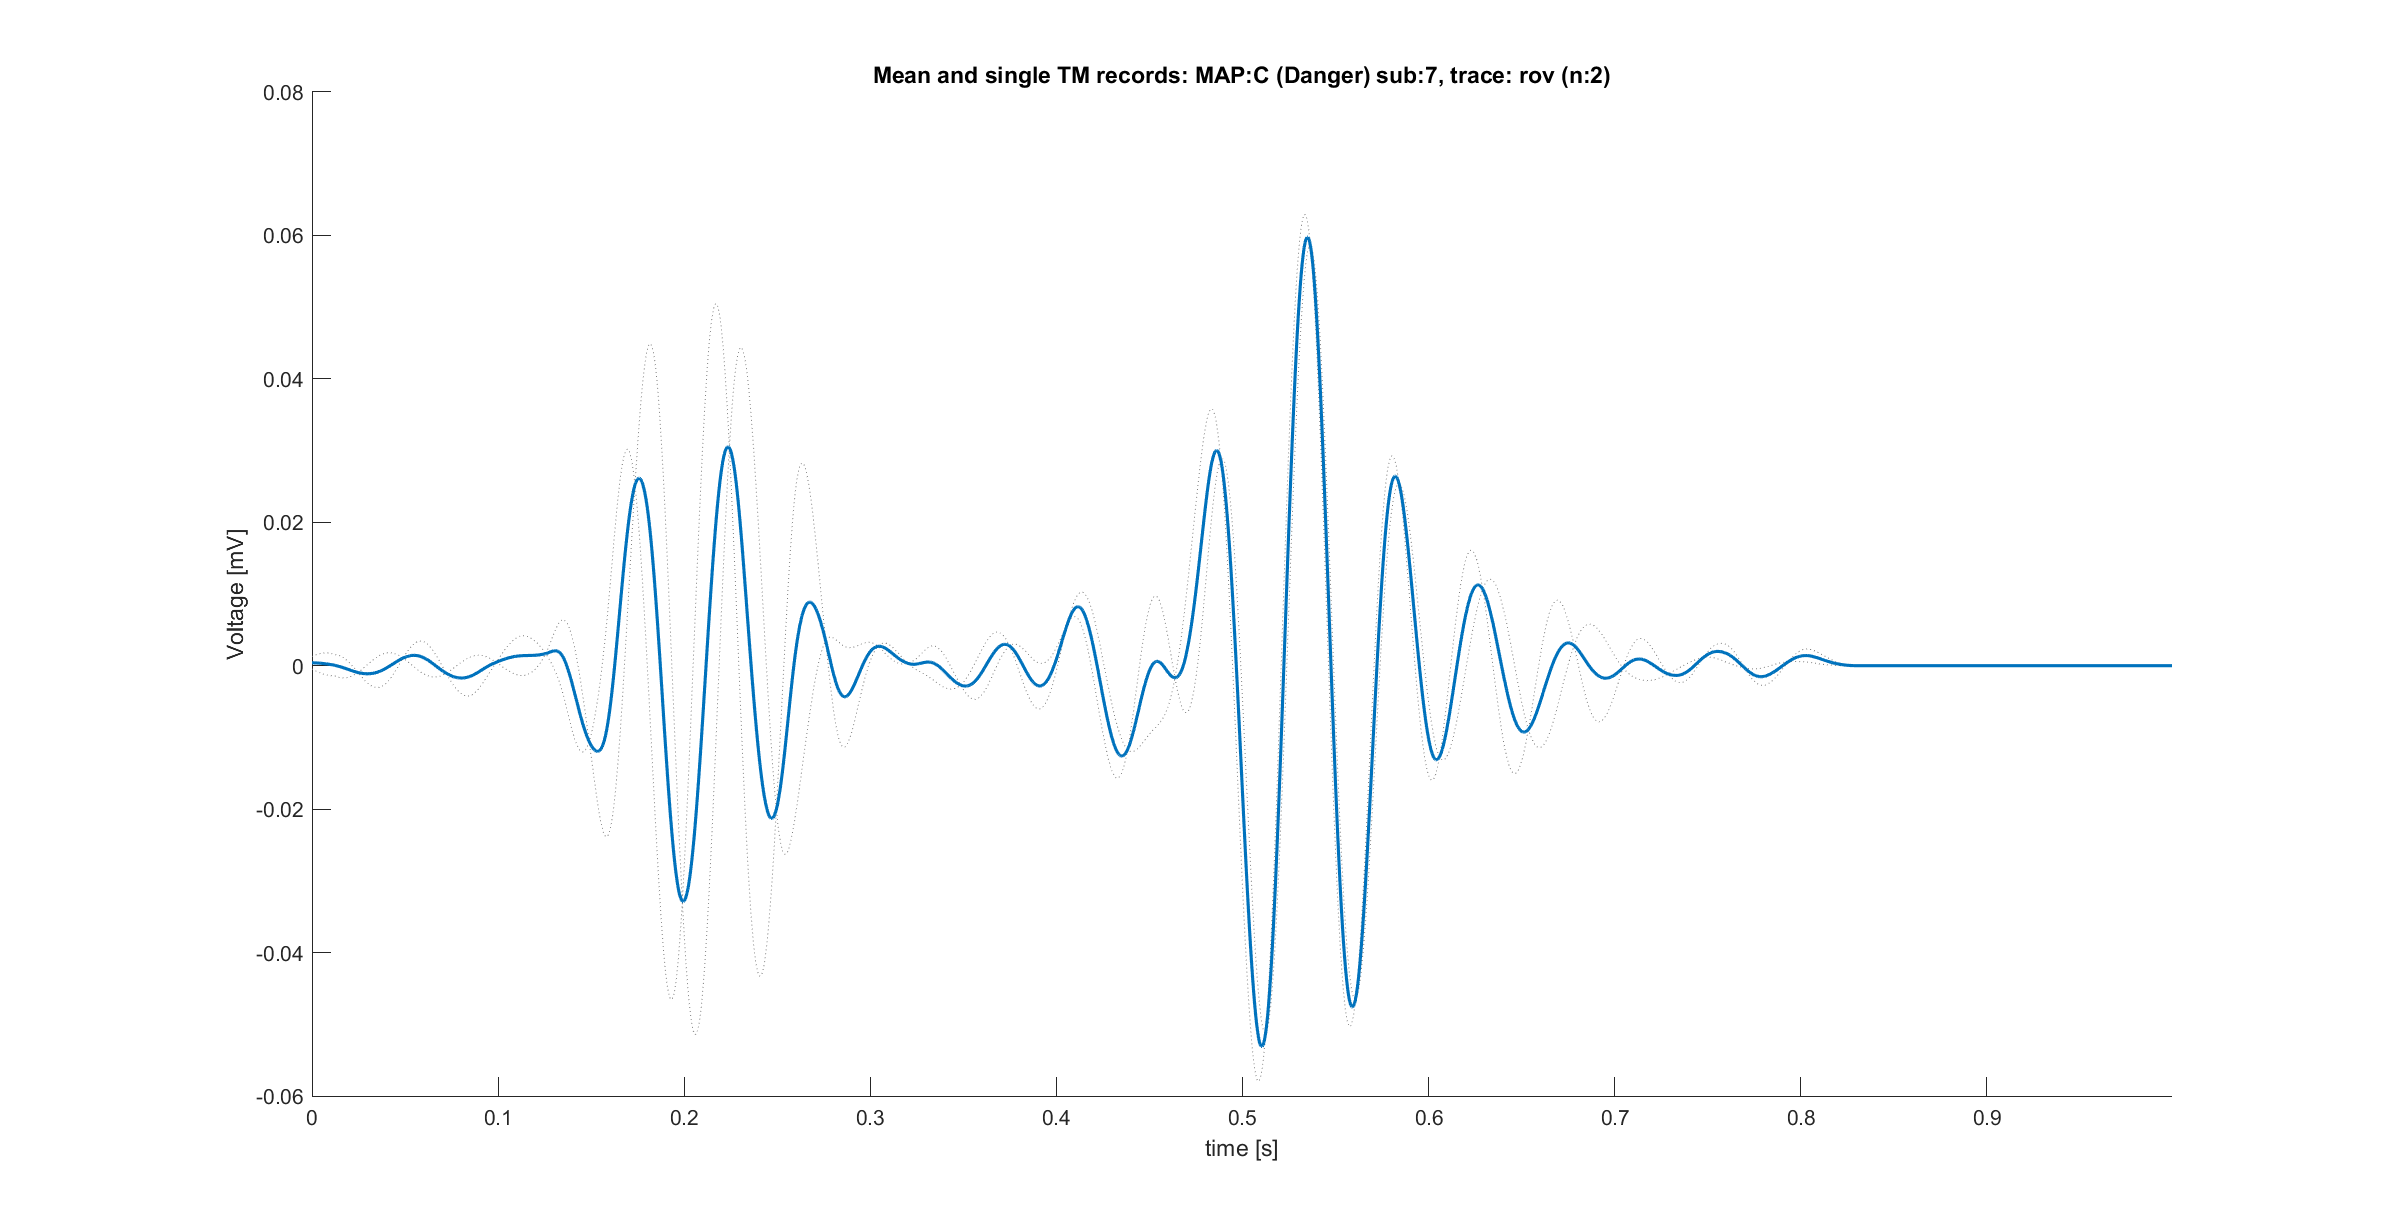 Mean and single TM records: MAP:C (Danger) sub:7, trace: rov (n:2)
0.08
0.06
0.04
0.02
0
-0.02
-0.04
-0.06
Voltage [mV]
0 0.1 0.2 0.3 0.4 0.5 0.6 0.7 0.8 0.9
time [s]